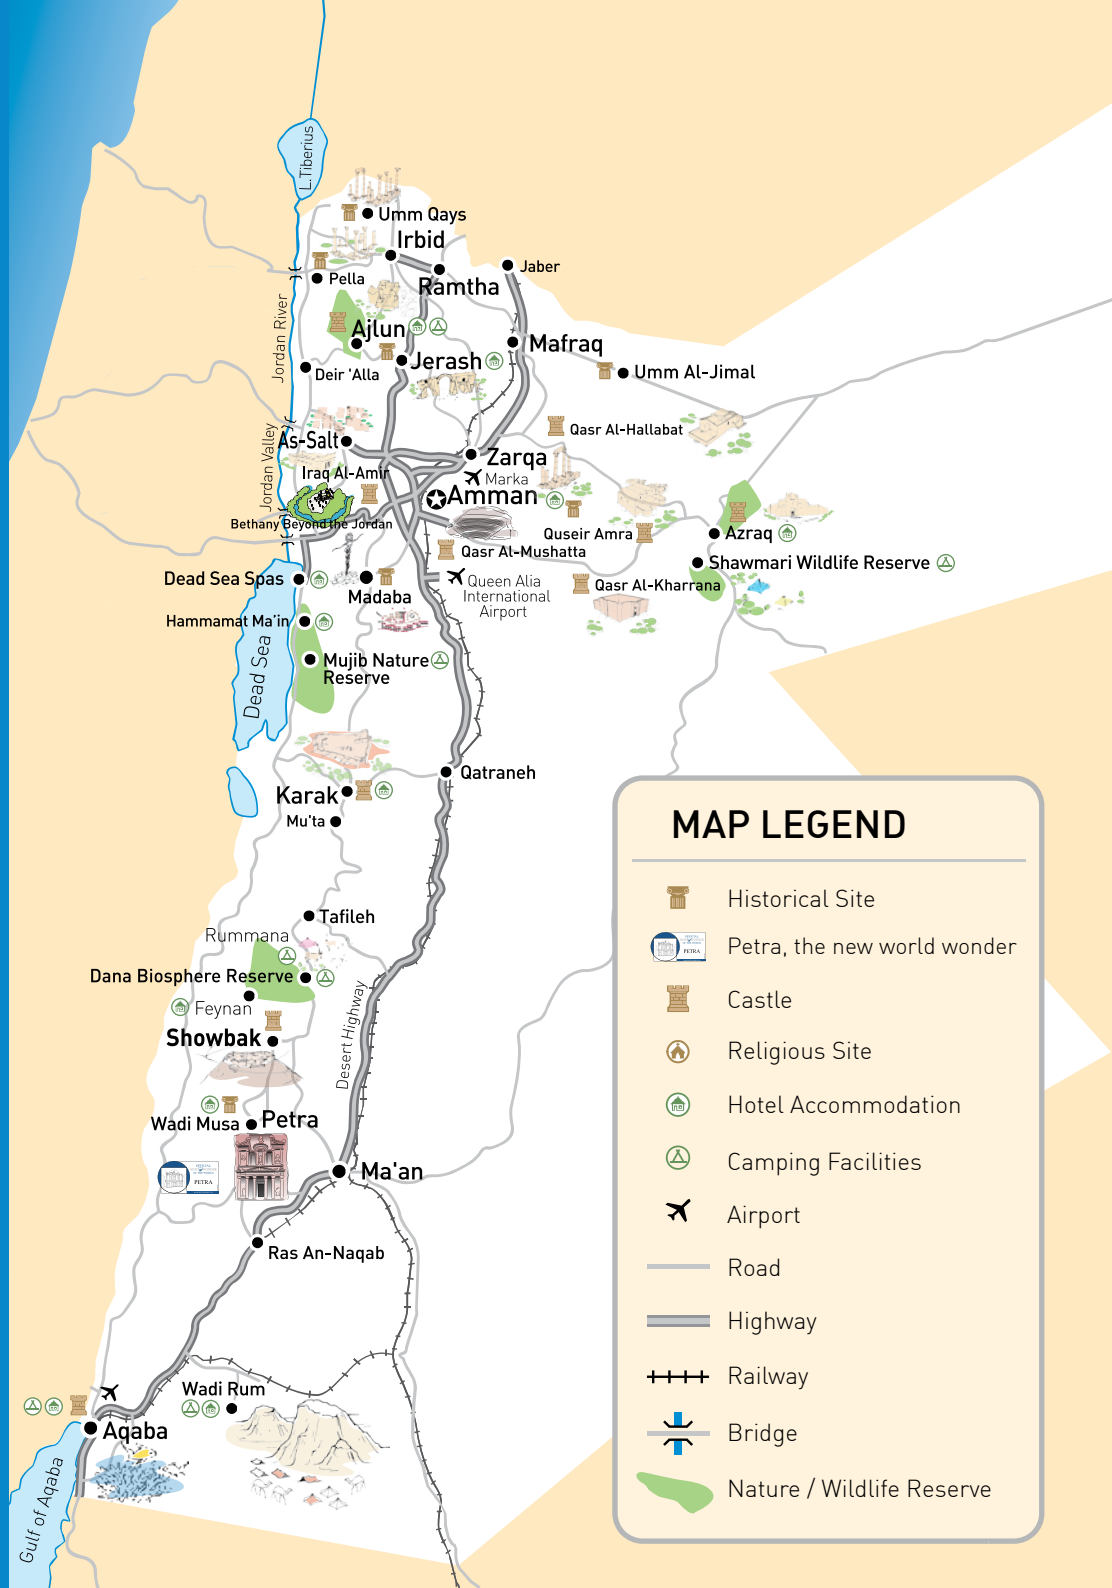 L.Tiberius
Umm Qays
Irbid
Jaber
Pella
Ramtha
Jordan River
Ajlun
Mafraq
Jerash
Deir 'Alla
Umm Al-Jimal
Jordan Valley
As-Salt
Qasr Al-Hallabat
Zarqa
Iraq Al-Amir
Marka
Amman
Bethany Beyond the Jordan
Quseir Amra
Azraq
Qasr Al-Mushatta
Shawmari Wildlife Reserve
Dead Sea Spas
Queen Alia
International
Airport
Qasr Al-Kharrana
Madaba
Hammamat Ma'in
Dead Sea
Mujib Nature
Reserve
Qatraneh
Karak
Mu'ta
Tafileh
Rummana
Dana Biosphere Reserve
Feynan
Desert Highway
Showbak
Wadi Musa
Petra
PETRA
Ma'an
Ras An-Naqab
Wadi Rum
Aqaba
Gulf of Aqaba
MAP LEGEND
Historical Site
PETRA
Petra, the new world wonder
Castle
Religious Site
Hotel Accommodation
Camping Facilities
Airport
Road
Highway
Railway
Bridge
Nature / Wildlife Reserve